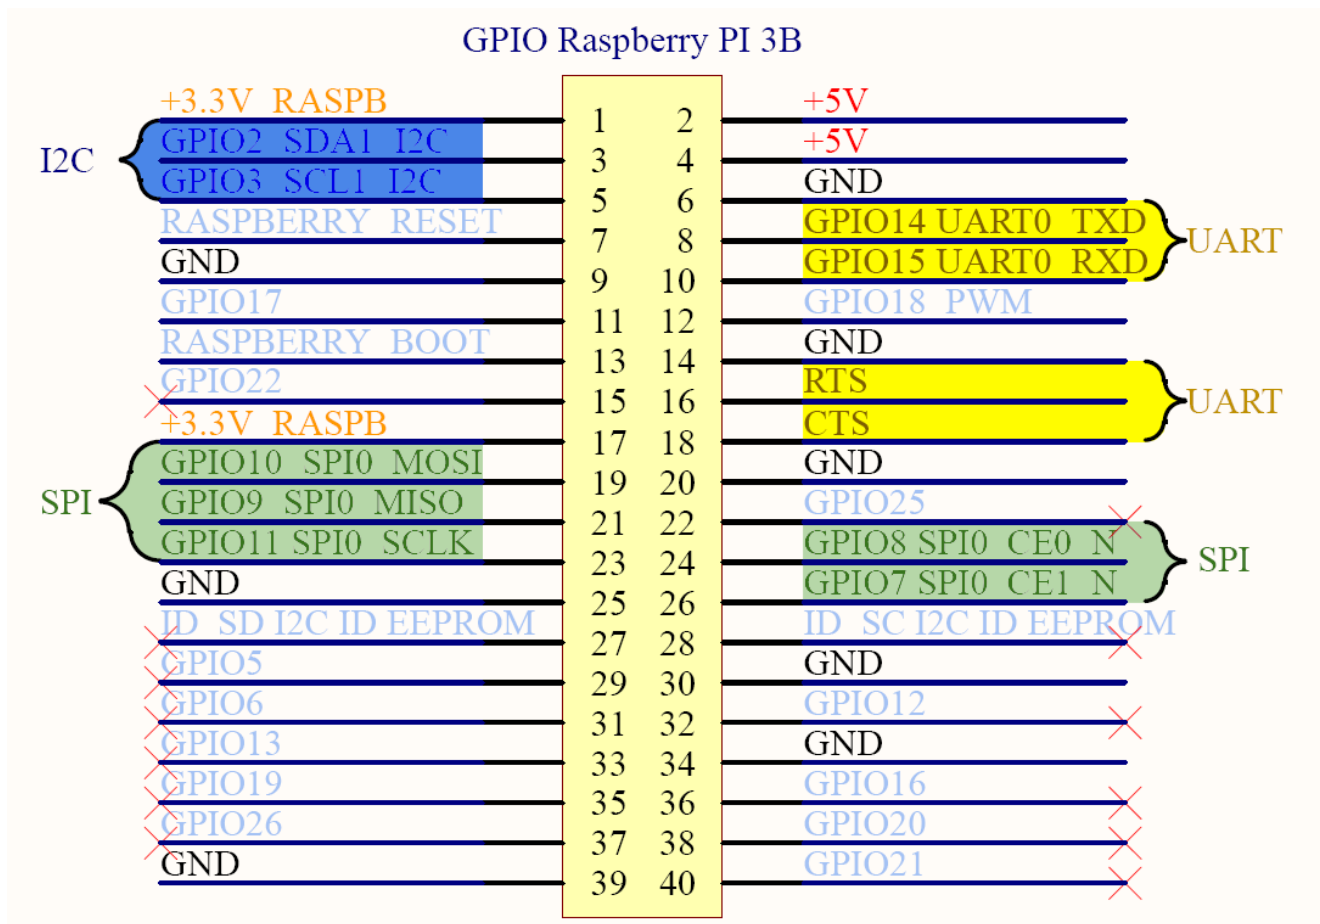 GPIO Raspberry PI 3B
+3.3V RASPB 1 2 +5V
I2C GPIO2 SDA1 I2C 3 4 +5V
GPIO3 SCL1 I2C 5 6 GND
RASPBERRY RESET 7 8 GPIO14 UART0 TXD UART
GND 9 10 GPIO15 UART0 RXD
GPIO17 11 12 GPIO18 PWM
RASPBERRY BOOT 13 14 GND
GPIO22 15 16 RTS UART
+3.3V RASPB 17 18 CTS
GPIO10 SPI0 MOSI 19 20 GND
SPI GPIO9 SPI0 MISO 21 22 GPIO25
GPIO11 SPI0 SCLK 23 24 GPIO8 SPI0 CE0 N SPI
GND 25 26 GPIO7 SPI0 CE1 N
ID SD I2C ID EEPROM 27 28 ID SC I2C ID EEPROM
GPIO5 29 30 GND
GPIO6 31 32 GPIO12
GPIO13 33 34 GND
GPIO19 35 36 GPIO16
GPIO26 37 38 GPIO20
GND 39 40 GPIO21